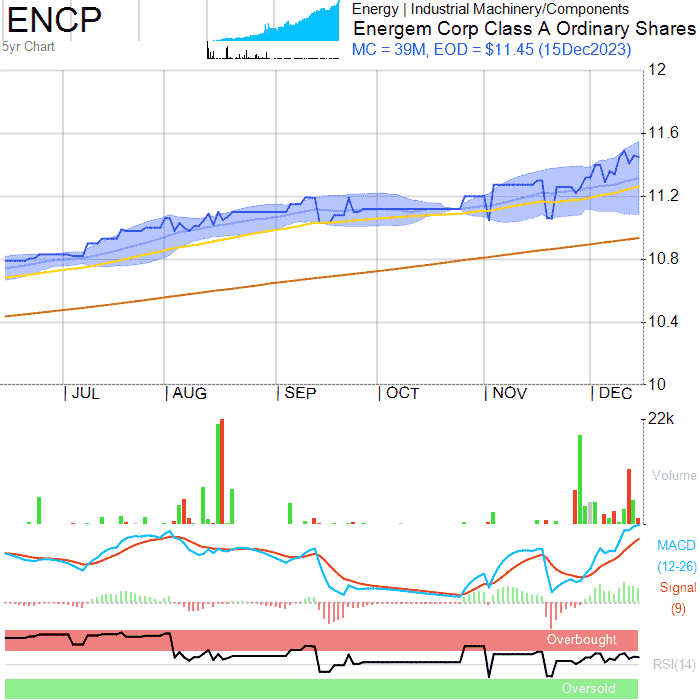 ENCP
5yr Chart
Energy | Industrial Machinery/Components
Energem Corp Class A Ordinary Shares
MC = 39M, EOD = $11.45 (15Dec2023)
12
11.6
11.2
10.8
10.4
10
JUL AUG SEP OCT NOV DEC
22k
Volume
MACD
(12-26)
Signal
(9)
Overbought
RSI(14)
Oversold